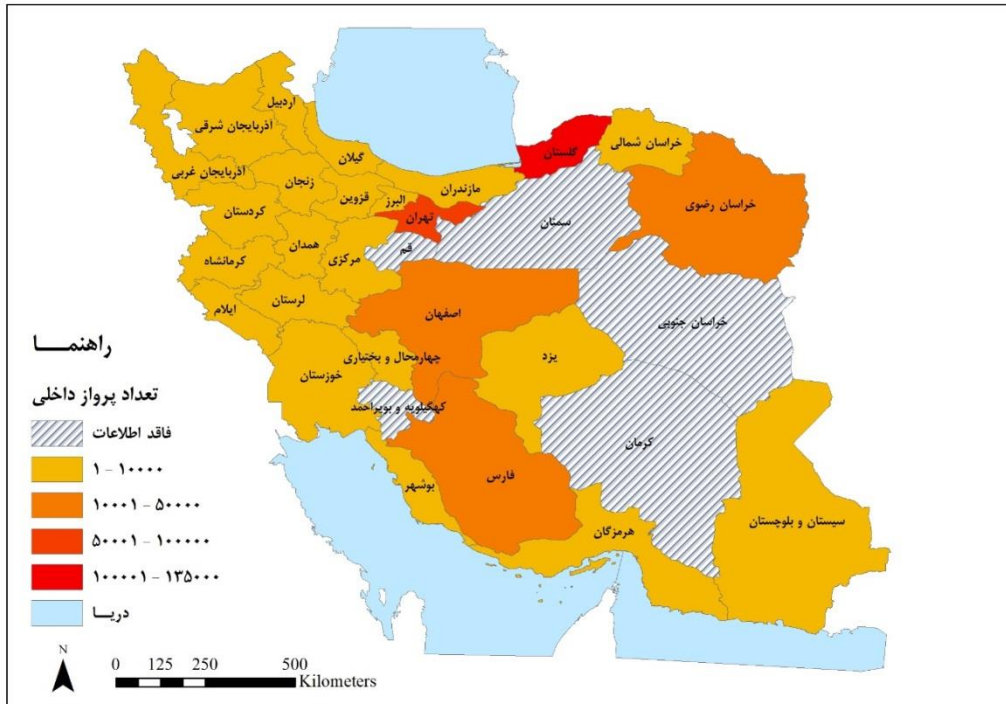 اردبیل
آذربایجان شرقی
گیلان
آذربایجان غربی
زنجان
کردستان
قزوین
البرز
مازندران
گلستان
خراسان شمالی
خراسان رضوی
تهران
سمنان
قم
همدان
مرکزی
کرمانشاه
لرستان
ایلام
اصفهان
خراسان جنوبی
یزد
چهارمحال و بختیاری
خوزستان
کهگیلویه و بویراحمد
کرمان
فارس
بوشهر
هرمزگان
سیستان و بلوچستان
راهنمـــا
تعداد پرواز داخلی
فاقد اطلاعات
۱ - ۱۰۰۰۰
۱۰۰۰۱ - ۵۰۰۰۰
۵۰۰۰۱ - ۱۰۰۰۰۰
۱۰۰۰۰۱ - ۱۳۵۰۰۰
دریـــا
N
0 125 250 500
Kilometers